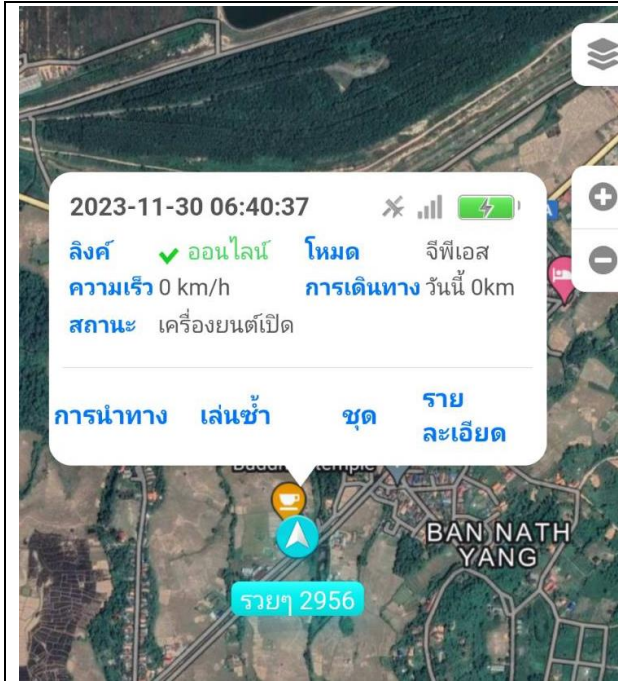 2023-11-30 06:40:37
ลิงค์ ออนไลน์ โหมด จีพีเอส
ความเร็ว 0 km/h การเดินทาง วันนี้ 0km
สถานะ เครื่องยนต์เปิด
การนำทาง เล่นซ้ำ ชุด ราย
ละเอียด
temple
BAN NATH
YANG
รวยๆ 2956